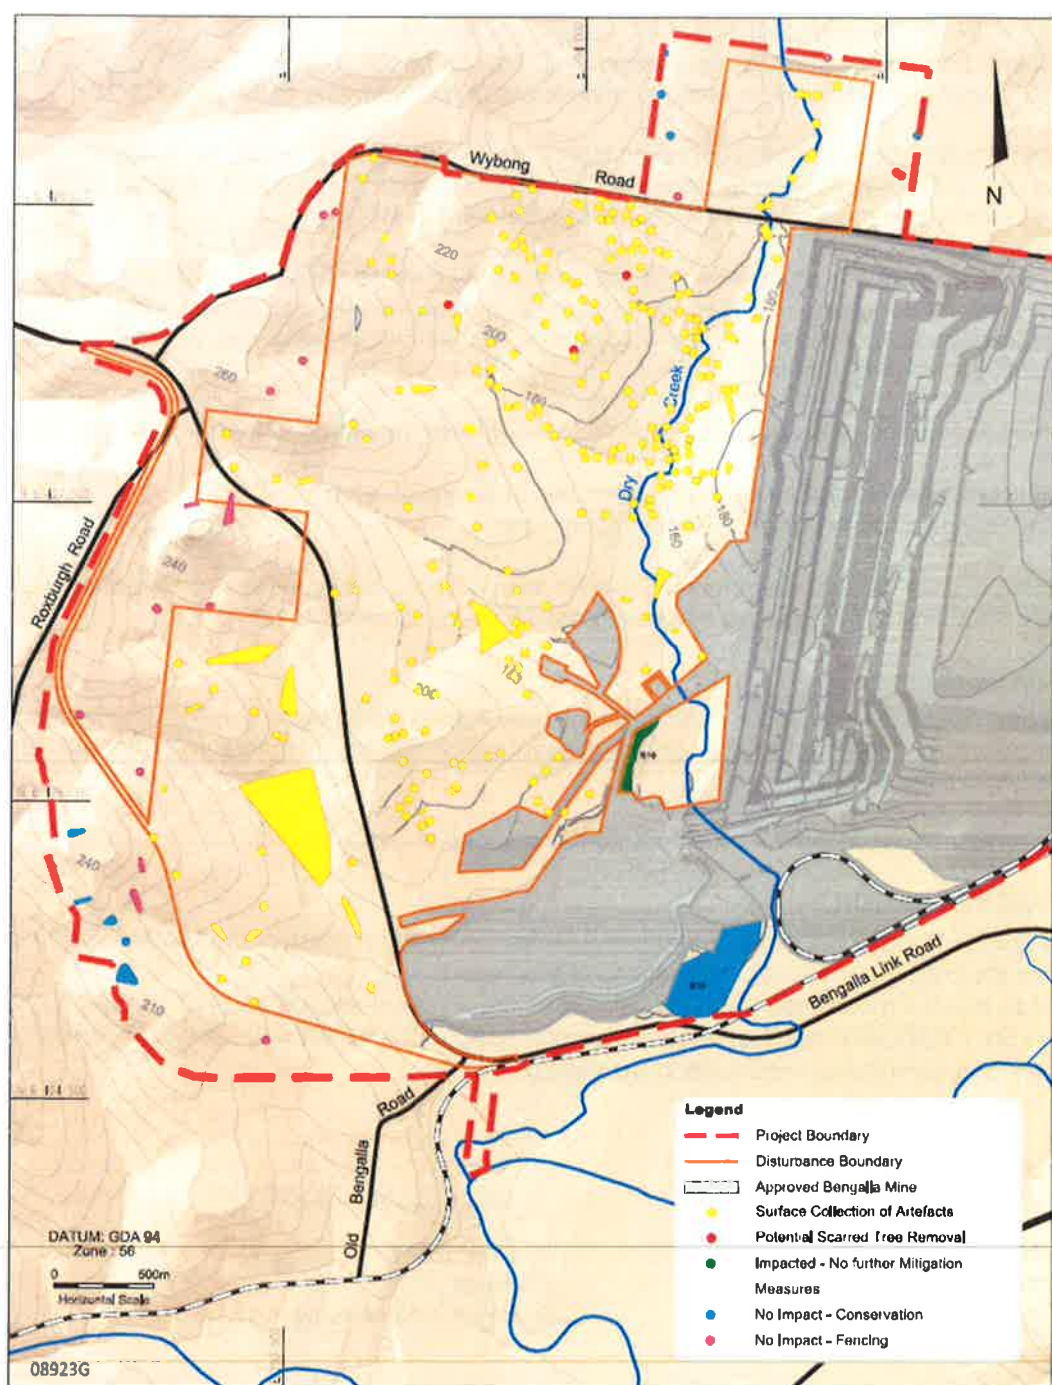 Wybong
Road
N
220
200
180
160
180
260
Dry
Creek
180
160
Roxburgh Road
240
200
240
210
Bengalla Link Road
Road
Bengalla
Old
Legend
Project Boundary
Disturbance Boundary
Approved Bengalla Mine
Surface Collection of Artefacts
Potential Scarred Tree Removal
Impacted - No further Mitigation
Measures
No Impact - Conservation
No Impact - Fencing
DATUM: GDA 94
Zone : 56
0 500m
Horizontal Scale
08923G